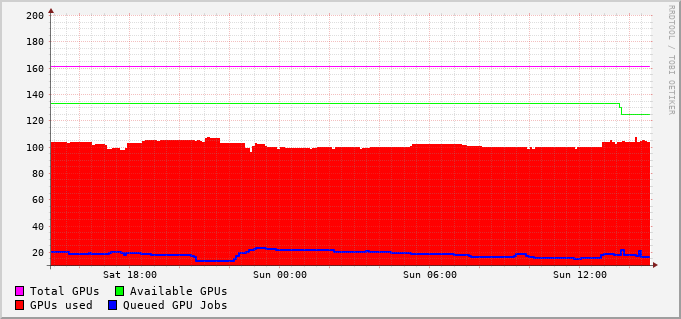 200
180
160
140
120
100
80
60
40
20
Sat 18:00 Sun 00:00 Sun 06:00 Sun 12:00
Total GPUs Available GPUs
GPUs used Queued GPU Jobs
RRDTOOL / TOBI OETIKER